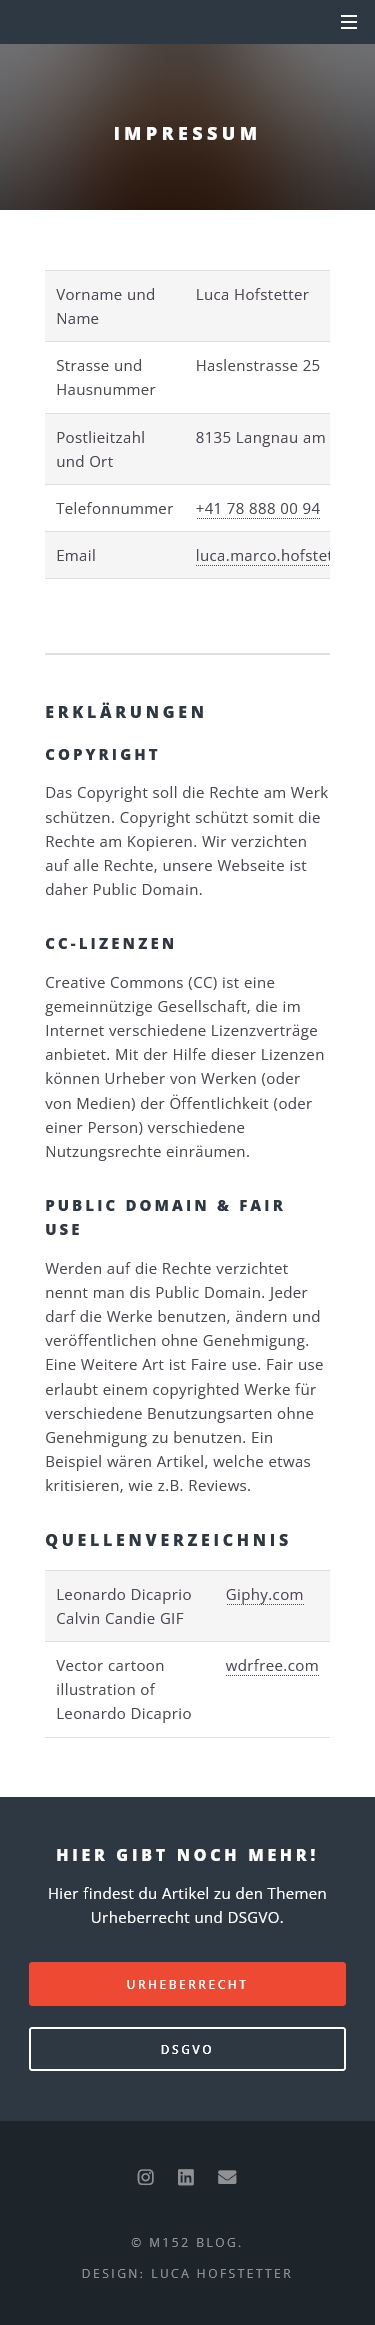 IMPRESSUM
Vorname und Luca Hofstetter
Name
Strasse und Haslenstrasse 25
Hausnummer
Postlieitzahl 8135 Langnau am
und Ort
Telefonnummer +41 78 888 00 94
Email luca.marco.hofstet
ERKLÄRUNGEN
COPYRIGHT
Das Copyright soll die Rechte am Werk
schützen. Copyright schützt somit die
Rechte am Kopieren. Wir verzichten
auf alle Rechte, unsere Webseite ist
daher Public Domain.
CC-LIZENZEN
Creative Commons (CC) ist eine
gemeinnützige Gesellschaft, die im
Internet verschiedene Lizenzverträge
anbietet. Mit der Hilfe dieser Lizenzen
können Urheber von Werken (oder
von Medien) der Öffentlichkeit (oder
einer Person) verschiedene
Nutzungsrechte einräumen.
PUBLIC DOMAIN & FAIR
USE
Werden auf die Rechte verzichtet
nennt man dis Public Domain. Jeder
darf die Werke benutzen, ändern und
veröffentlichen ohne Genehmigung.
Eine Weitere Art ist Faire use. Fair use
erlaubt einem copyrighted Werke für
verschiedene Benutzungsarten ohne
Genehmigung zu benutzen. Ein
Beispiel wären Artikel, welche etwas
kritisieren, wie z.B. Reviews.
QUELLENVERZEICHNIS
Leonardo Dicaprio Giphy.com
Calvin Candie GIF
Vector cartoon wdrfree.com
illustration of
Leonardo Dicaprio
HIER GIBT NOCH MEHR!
Hier findest du Artikel zu den Themen
Urheberrecht und DSGVO.
URHEBERRECHT
DSGVO
© M152 BLOG.
DESIGN: LUCA HOFSTETTER